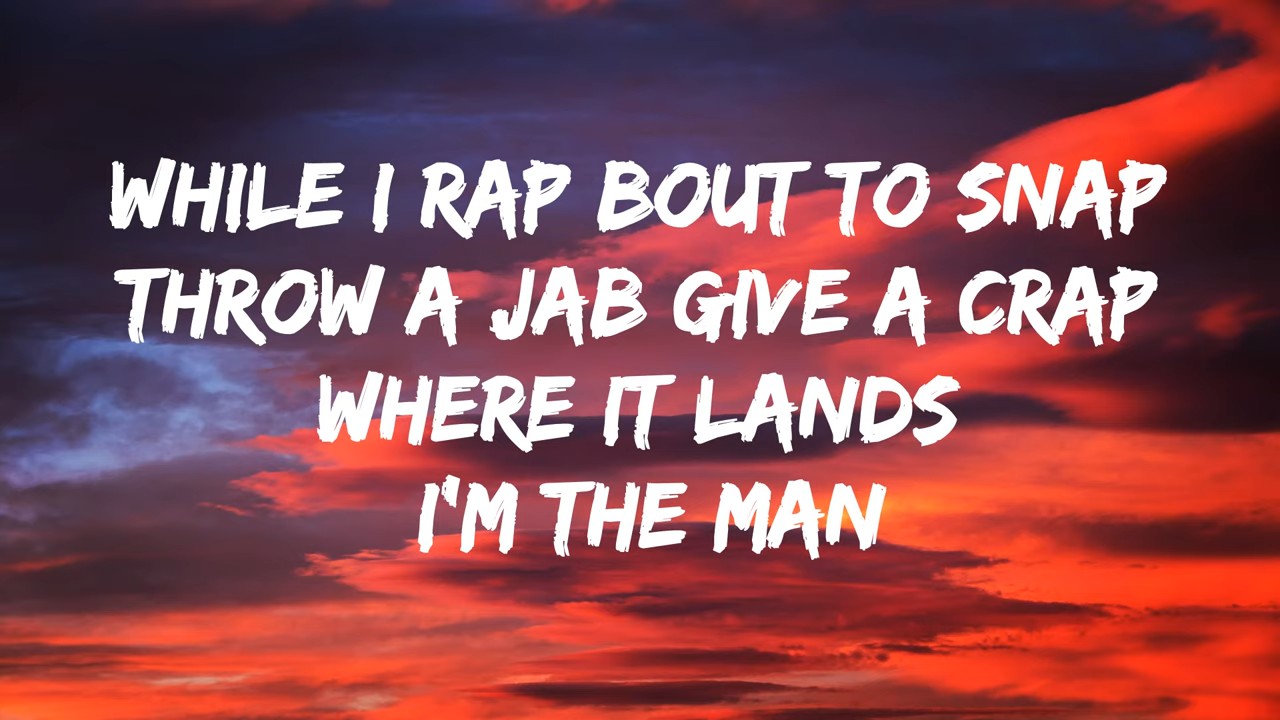 WHILE I RAP BOUT TO SNAP
THROW A JAB GIVE A CRAP
WHERE IT LANDS
I'M THE MAN